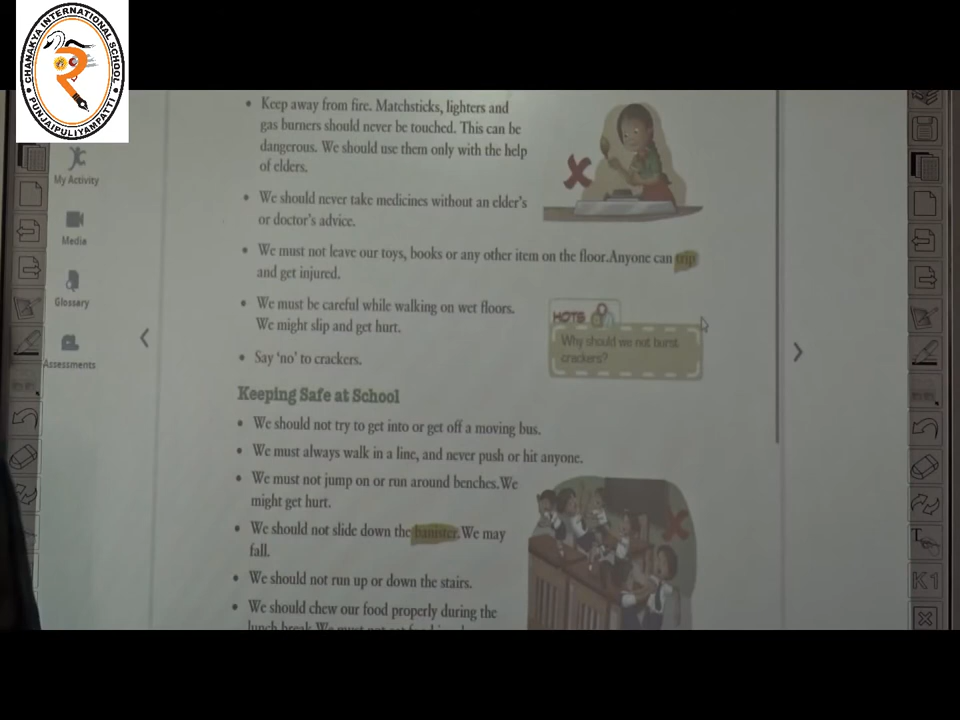 CHANAKYA INTERNATIONAL SCHOOL
PUNJAIPULIYAMPATTI
My Activity
Media
Glossary
Assessments
• Keep away from fire. Matchsticks, lighters and
gas burners should never be touched. This can be
dangerous. We should use them only with the help
of elders.
• We should never take medicines without an elder's
or doctor's advice.
• We must not leave our toys, books or any other item on the floor.Anyone can trip
and get injured.
• We must be careful while walking on wet floors.
We might slip and get hurt.
HOTS
Why should we not burst
crackers?
• Say 'no' to crackers.
Keeping Safe at School
• We should not try to get into or get off a moving bus.
• We must always walk in a line, and never push or hit anyone.
• We must not jump on or run around benches.We
might get hurt.
• We should not slide down the banister.We may
fall.
• We should not run up or down the stairs.
• We should chew our food properly during the
lunch break.We must not
K1